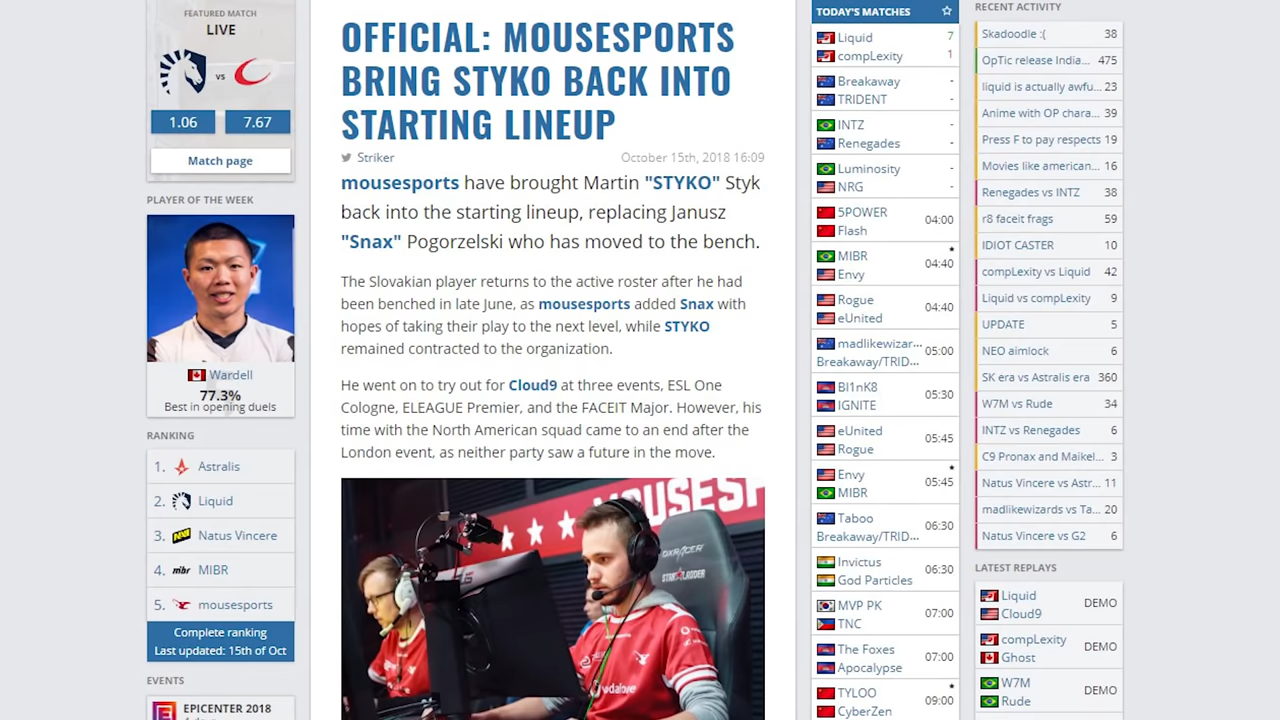 FEATURED MATCH
LIVE
VS
1.06 7.67
Match page
PLAYER OF THE WEEK
Wardell
77.3%
Best in opening duels
RANKING
1. Astralis
2. Liquid
3. Natus Vincere
4. mibr MIBR
5. mousesports
Complete ranking
Last updated: 15th of Oct
EVENTS
EPICENTER 2018
OFFICIAL: MOUSESPORTS
BRING STYKO BACK INTO
STARTING LINEUP
Striker October 15th, 2018 16:09
mousesports have brought Martin "STYKO" Styk
back into the starting lineup, replacing Janusz
"Snax" Pogorzelski who has moved to the bench.
The Slovakian player returns to the active roster after he had
been benched in late June, as mousesports added Snax with
hopes of taking their play to the next level, while STYKO
remained contracted to the organization.
He went on to try out for Cloud9 at three events, ESL One
Cologne, ELEAGUE Premier, and the FACEIT Major. However, his
time with the North American squad came to an end after the
London event, as neither party saw a future in the move.
MOUSESP
DXRACER
STARLADDER
vodafone
TODAY'S MATCHES
Liquid 7
compLexity 1
Breakaway -
TRIDENT -
INTZ -
Renegades -
Luminosity -
NRG -
5POWER
04:00
Flash
MIBR
04:40
Envy
Rogue
04:40
eUnited
madlikewizar...
05:00
Breakaway/TRID...
BI1nK8
05:30
IGNITE
eUnited
05:45
Rogue
Envy
05:45
MIBR
Taboo
06:30
Breakaway/TRID...
Invictus
06:30
God Particles
MVP PK
07:00
TNC
The Foxes
07:00
Apocalypse
TYLOO
09:00
CyberZen
RECENT ACTIVITY
Skadoodle :( 38
OpTic release India... 475
liquid is actually awfu... 23
Anime with OP chara... 39
Press F to pay respe... 19
Movies like american... 16
Renegades vs INTZ 38
r8 faceit frags 59
IDIOT CASTER 10
compLexity vs Liquid 42
Liquid vs compLexity 9
UPDATE 4
NEO aimlock 6
SK era vs Astralis era 360
W7M vs Rude 34
INTZ vs Renegades 6
C9 Pronax and Maikel... 3
Natus Vincere vs Astr... 11
madlikewizards vs Ta... 20
Natus Vincere vs G2 6
LATEST REPLAYS
Liquid
DEMO
Cloud9
compLexity
DEMO
Ghost
W7M
DEMO
Rude